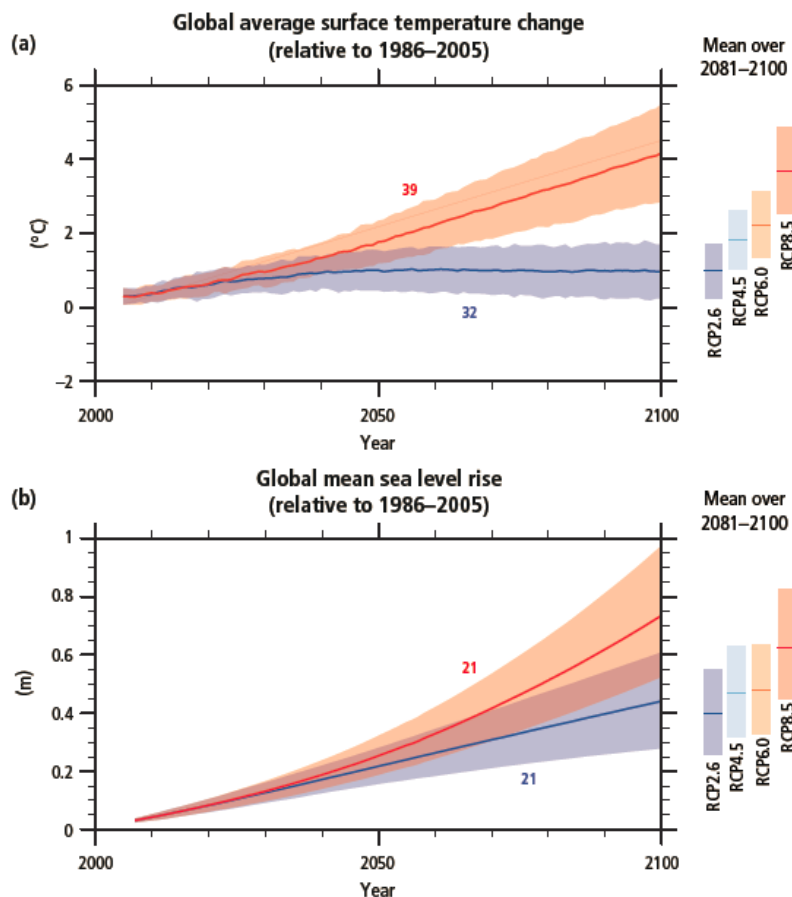 (a)
Global average surface temperature change
(relative to 1986–2005)
Mean over
2081–2100
6
4
2
0
−2
(°C)
39
32
2000
2050
2100
Year
RCP2.6
RCP4.5
RCP6.0
RCP8.5
(b)
Global mean sea level rise
(relative to 1986–2005)
Mean over
2081–2100
1
0.8
0.6
0.4
0.2
0
(m)
21
21
2000
2050
2100
Year
RCP2.6
RCP4.5
RCP6.0
RCP8.5